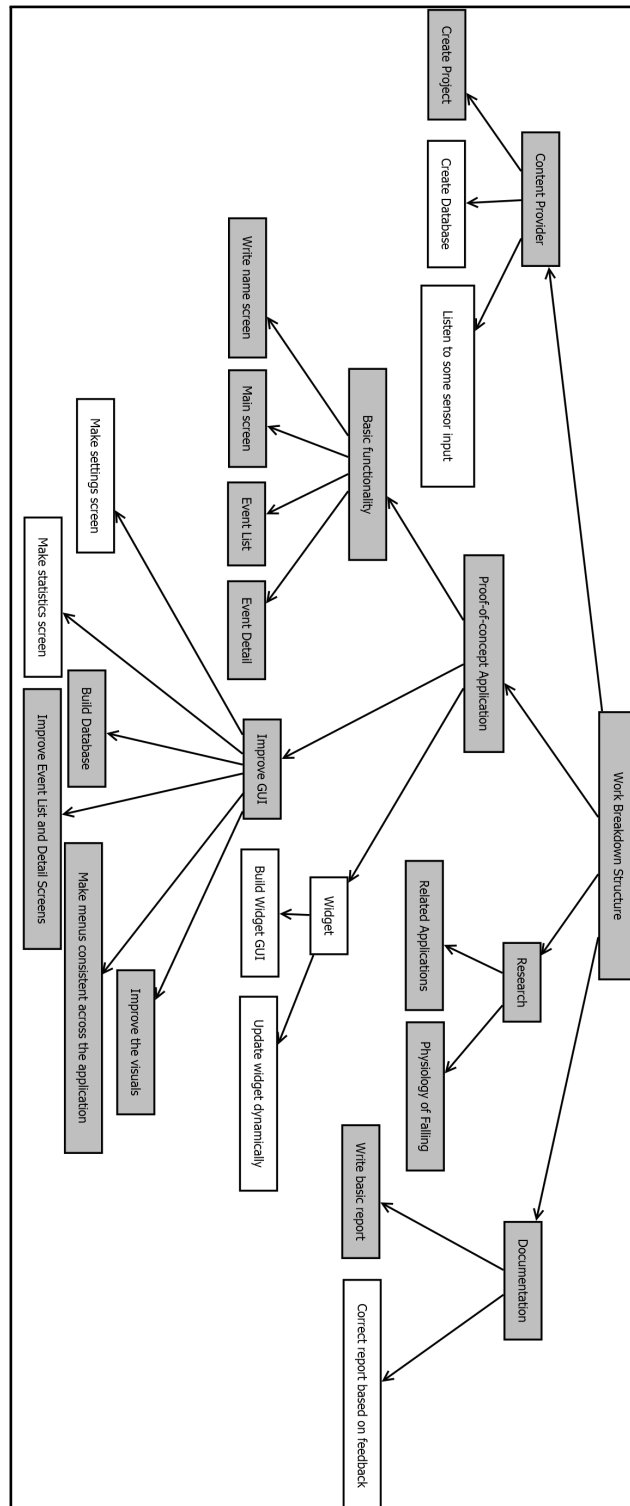 Work Breakdown Structure
Content Provider
Proof-of-concept Application
Research
Documentation
Create Project
Create Database
Listen to some sensor input
Basic functionality
Improve GUI
Widget
Related Applications
Physiology of Falling
Write basic report
Correct report based on feedback
Write name screen
Main screen
Event List
Event Detail
Build Widget GUI
Update widget dynamically
Make settings screen
Make statistics screen
Build Database
Improve Event List and Detail Screens
Make menus consistent across the application
Improve the visuals